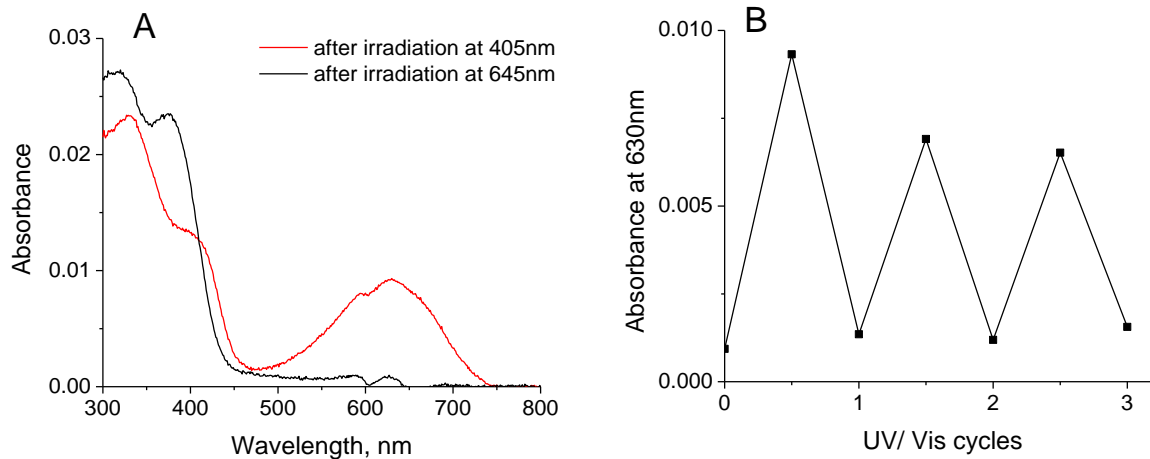 A
after irradiation at 405nm
after irradiation at 645nm
0.03
0.02
0.01
0.00
Absorbance
300 400 500 600 700 800
Wavelength, nm
B
0.010
0.005
0.000
Absorbance at 630nm
0 1 2 3
UV/ Vis cycles